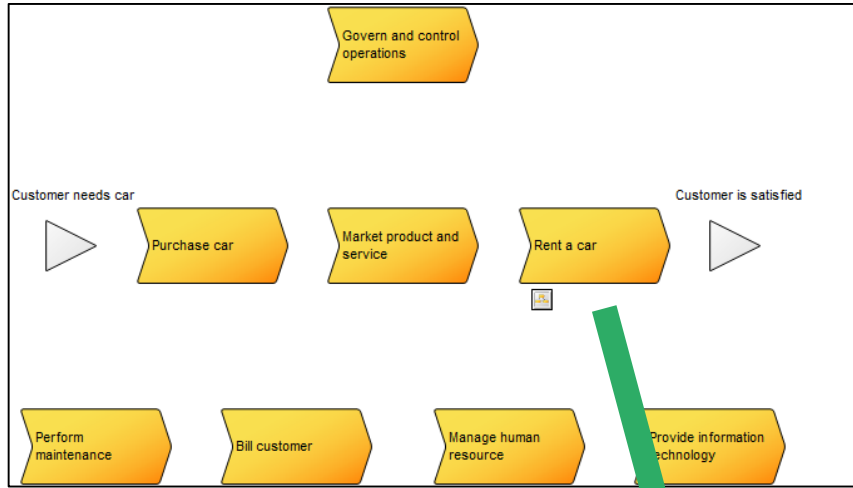 Govern and control
operations
Customer needs car
Customer is satisfied
Purchase car
Market product and
service
Rent a car
Perform
maintenance
Bill customer
Manage human
resource
Provide information
technology